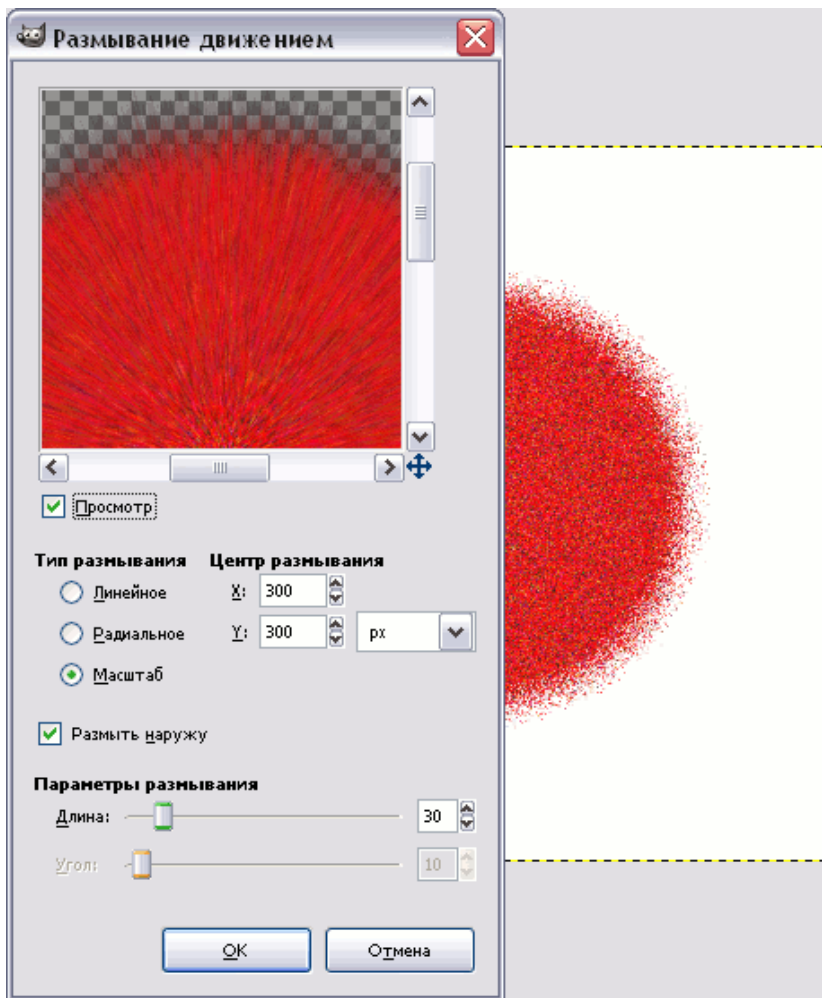 Размывание движением
Просмотр
Тип размывания Центр размывания
Линейное X: 300
Радиальное Y: 300 px
Масштаб
Размыть наружу
Параметры размывания
Длина: 30
Угол: 10
OK Отмена